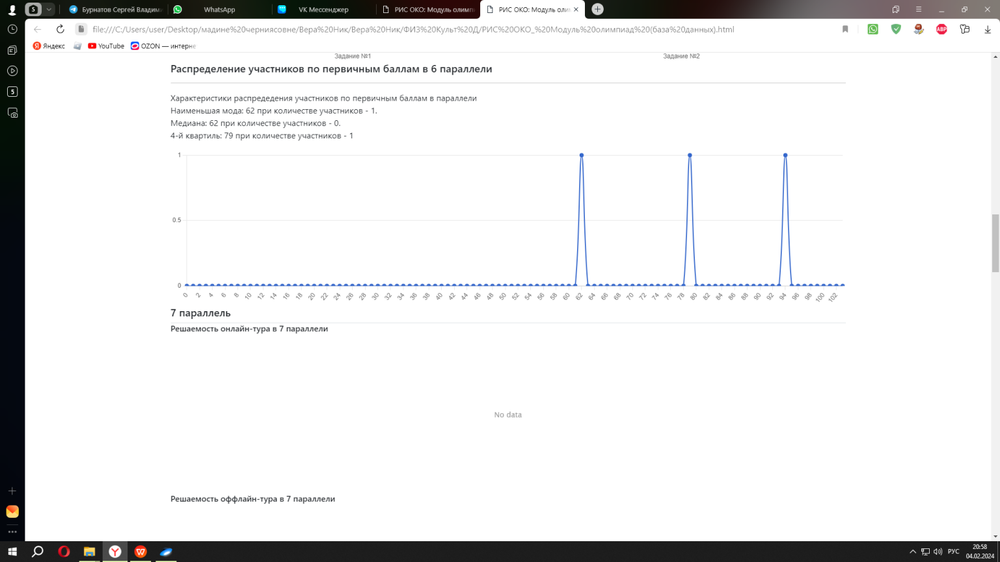 5
Бурнатов Сергей Владими
WhatsApp
VK Мессенджер
РИС ОКО: Модуль олимпи
РИС ОКО: Модуль оли
file:///C:/Users/user/Desktop/мадине%20черниясовне/Вера%20Ник/Вера%20Ник/ФИЗ%20Культ%20Д/РИС%20ОКО_%20Модуль%20олимпиад%20(база%20данных).html
ABP
Яндекс
YouTube
OZON — интерне
5
Задание №1
Задание №2
Распределение участников по первичным баллам в 6 параллели
Характеристики распредедения участников по первичным баллам в параллели
Наименьшая мода: 62 при количестве участников - 1.
Медиана: 62 при количестве участников - 0.
4-й квартиль: 79 при количестве участников - 1
1
0.5
0
0 2 4 6 8 10 12 14 16 18 20 22 24 26 28 30 32 34 36 38 40 42 44 46 48 50 52 54 56 58 60 62 64 66 68 70 72 74 76 78 80 82 84 86 88 90 92 94 96 98 100 102
7 параллель
Решаемость онлайн-тура в 7 параллели
No data
Решаемость оффлайн-тура в 7 параллели
РУС
20:58
04.02.2024